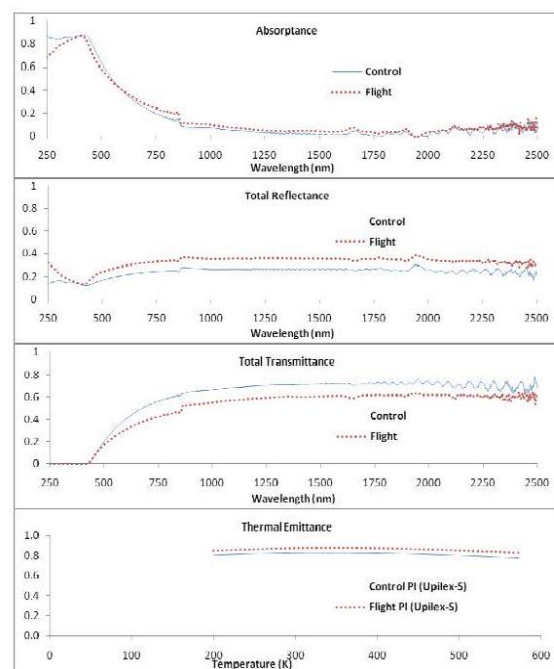 Absorptance
1
0.8
0.6
0.4
0.2
0
Control
Flight
250 500 750 1000 1250 1500 1750 2000 2250 2500
Wavelength (nm)
Total Reflectance
1
0.8
0.6
0.4
0.2
0
Control
Flight
250 500 750 1000 1250 1500 1750 2000 2250 2500
Total Transmittance
1
0.8
0.6
0.4
0.2
0
Control
Flight
250 500 750 1000 1250 1500 1750 2000 2250 2500
Wavelength (nm)
Thermal Emittance
1.0
0.8
0.6
0.4
0.2
0.0
Control PI (Upilex-S)
Flight PI (Upilex-S)
0 100 200 300 400 500 600
Temperature (K)